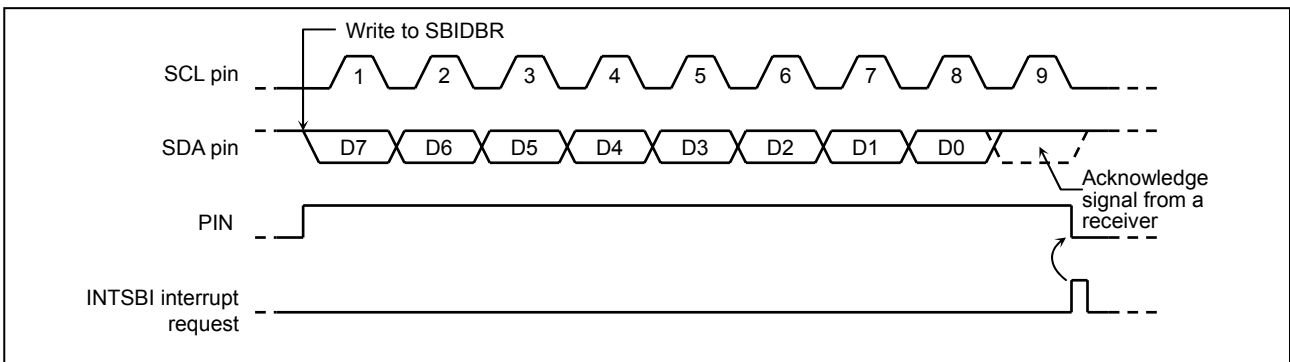 Write to SBIDBR
SCL pin
1 2 3 4 5 6 7 8 9
SDA pin
D7 D6 D5 D4 D3 D2 D1 D0
Acknowledge
signal from a
receiver
PIN
INTSBI interrupt
request